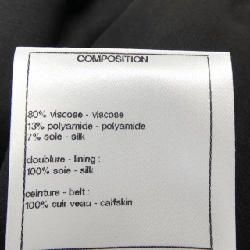 COMPOSITION
80% viscose - viscose
13% polyamide - polyamide
7% soie - silk
doublure - lining :
100% soie - silk
ceinture - belt :
100% cuir veau - calfskin